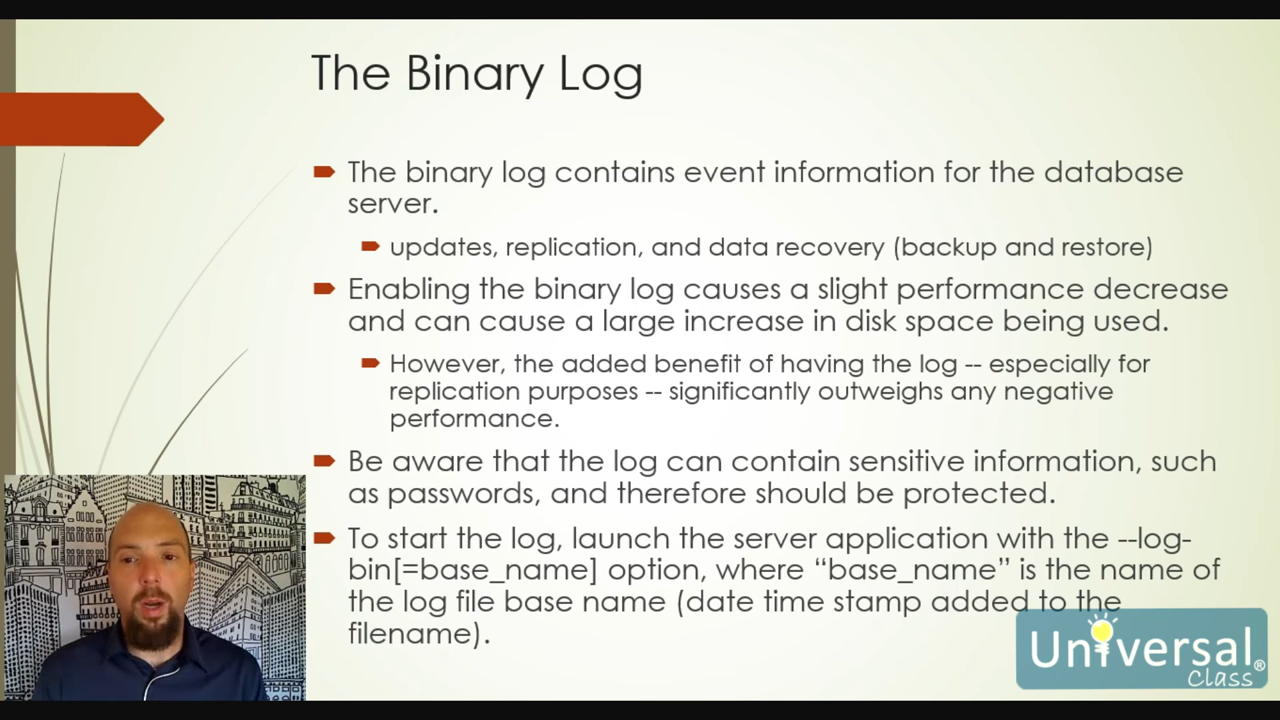 The Binary Log
The binary log contains event information for the database
server.
updates, replication, and data recovery (backup and restore)
Enabling the binary log causes a slight performance decrease
and can cause a large increase in disk space being used.
However, the added benefit of having the log -- especially for
replication purposes -- significantly outweighs any negative
performance.
Be aware that the log can contain sensitive information, such
as passwords, and therefore should be protected.
To start the log, launch the server application with the --log-
bin[=base_name] option, where “base_name” is the name of
the log file base name (date time stamp added to the
filename).
Universal®
Class